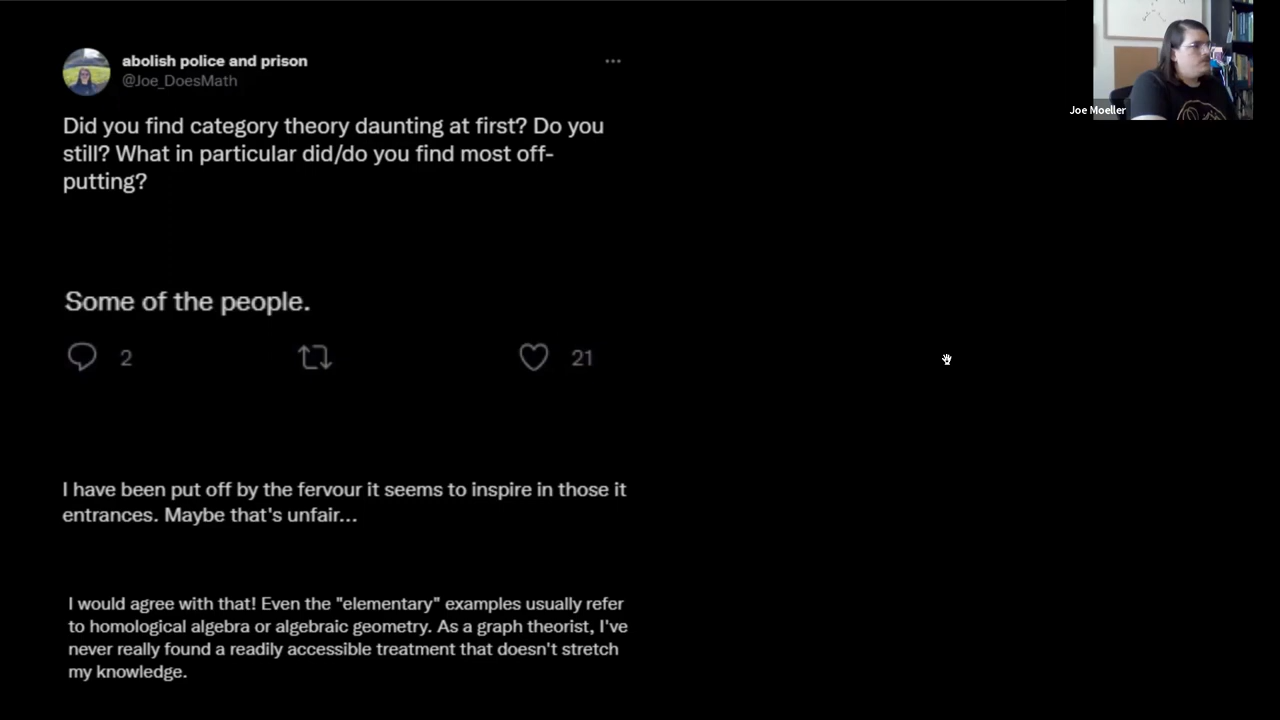 abolish police and prison
@Joe_DoesMath
Joe Moeller
Did you find category theory daunting at first? Do you
still? What in particular did/do you find most off-
putting?
Some of the people.
2
21
I have been put off by the fervour it seems to inspire in those it
entrances. Maybe that's unfair...
I would agree with that! Even the "elementary" examples usually refer
to homological algebra or algebraic geometry. As a graph theorist, I've
never really found a readily accessible treatment that doesn't stretch
my knowledge.